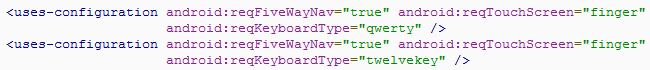 <uses-configuration android:reqFiveWayNav="true" android:reqTouchScreen="finger"
android:reqKeyboardType="qwerty" />
<uses-configuration android:reqFiveWayNav="true" android:reqTouchScreen="finger"
android:reqKeyboardType="twelvekey" />